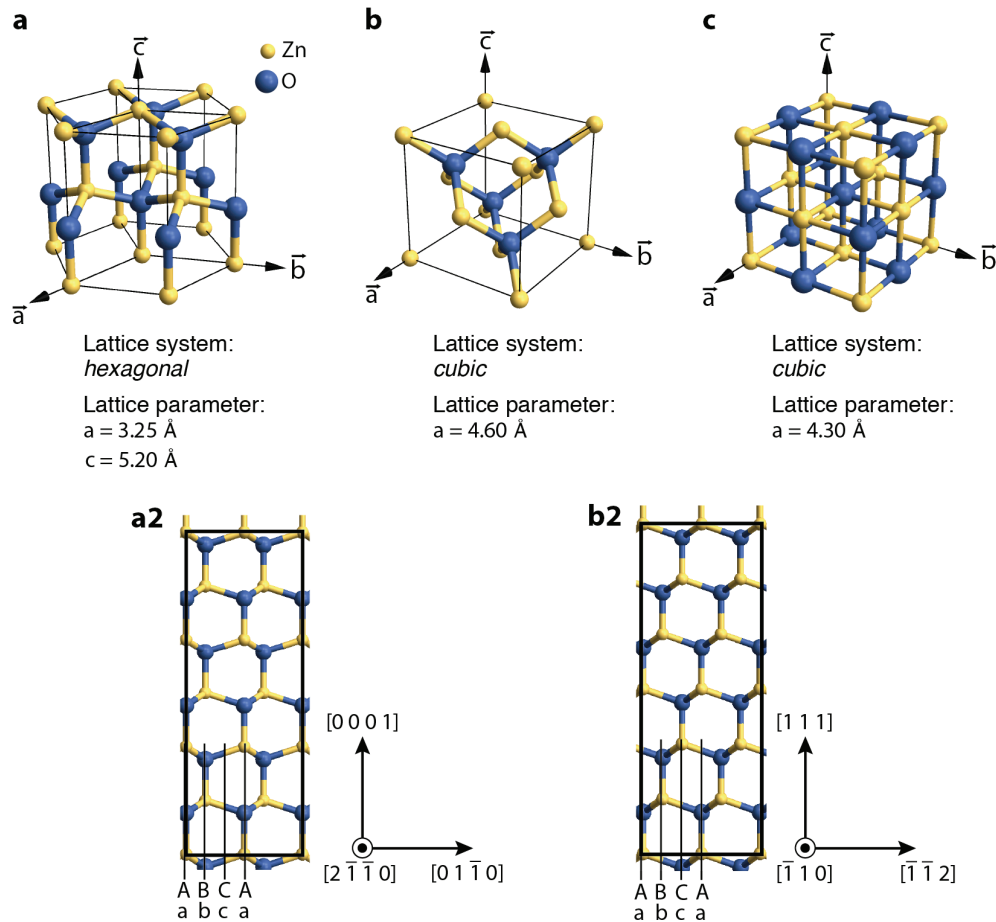 a
b
c
Zn
O
c⃗
b⃗
a⃗
c⃗
b⃗
a⃗
c⃗
b⃗
a⃗
Lattice system:
hexagonal
Lattice parameter:
a = 3.25 Å
c = 5.20 Å
Lattice system:
cubic
Lattice parameter:
a = 4.60 Å
Lattice system:
cubic
Lattice parameter:
a = 4.30 Å
a2
[0 0 0 1]
[2 1̅ 1̅ 0]
[0 1 1̅ 0]
A B C A
a b c a
b2
[1 1 1]
[1̅ 1 0]
[1̅ 1̅ 2]
A B C A
a b c a